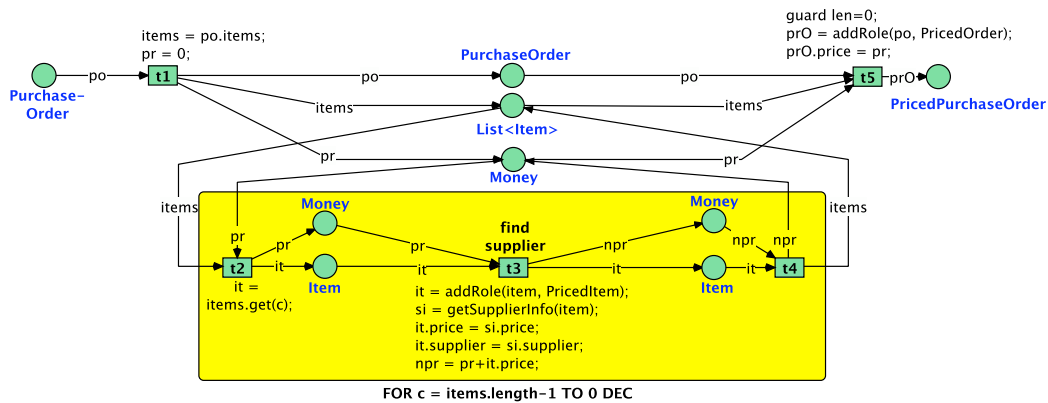 items = po.items;
pr = 0;
guard len=0;
prO = addRole(po, PricedOrder);
prO.price = pr;
PurchaseOrder
po
t1
po
po
t5
prO
Purchase-
Order
PricedPurchaseOrder
items
items
List<Item>
pr
pr
Money
items
items
Money
Money
find
supplier
pr
pr
pr
npr
npr
npr
t2
it
it
t3
it
it
t4
Item
Item
it =
items.get(c);
it = addRole(item, PricedItem);
si = getSupplierInfo(item);
it.price = si.price;
it.supplier = si.supplier;
npr = pr+it.price;
FOR c = items.length-1 TO 0 DEC